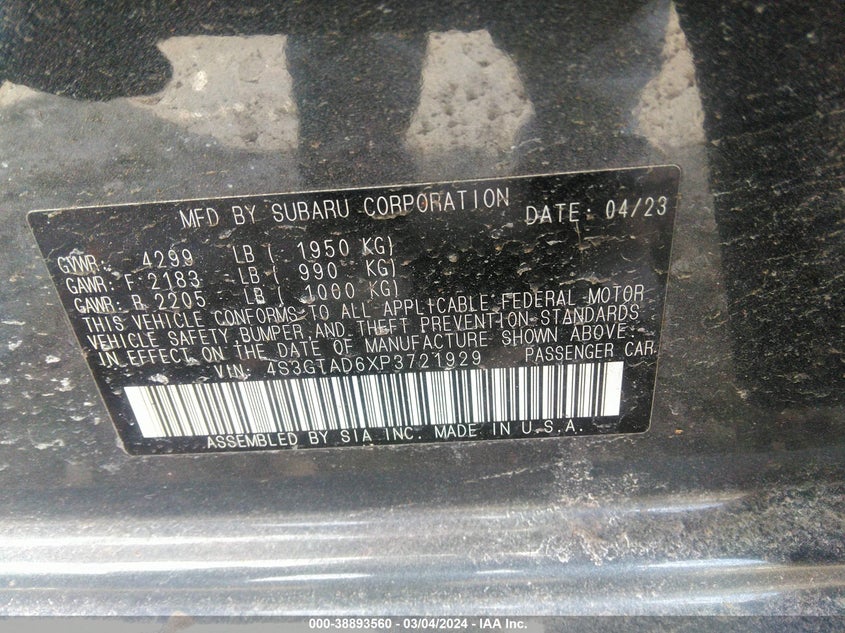 MFD BY SUBARU CORPORATION DATE: 04/23
GVWR: 4299 LB ( 1950 KG)
GAWR: F 2183 LB ( 990 KG)
GAWR: R 2205 LB ( 1000 KG)
THIS VEHICLE CONFORMS TO ALL APPLICABLE FEDERAL MOTOR
VEHICLE SAFETY BUMPER AND THEFT PREVENTION STANDARDS
IN EFFECT ON THE DATE OF MANUFACTURE SHOWN ABOVE.
VIN: 4S3GTAD6XP3721929 PASSENGER CAR
ASSEMBLED BY SIA INC. MADE IN U.S.A.
000-38893560 - 03/04/2024 - IAA Inc.